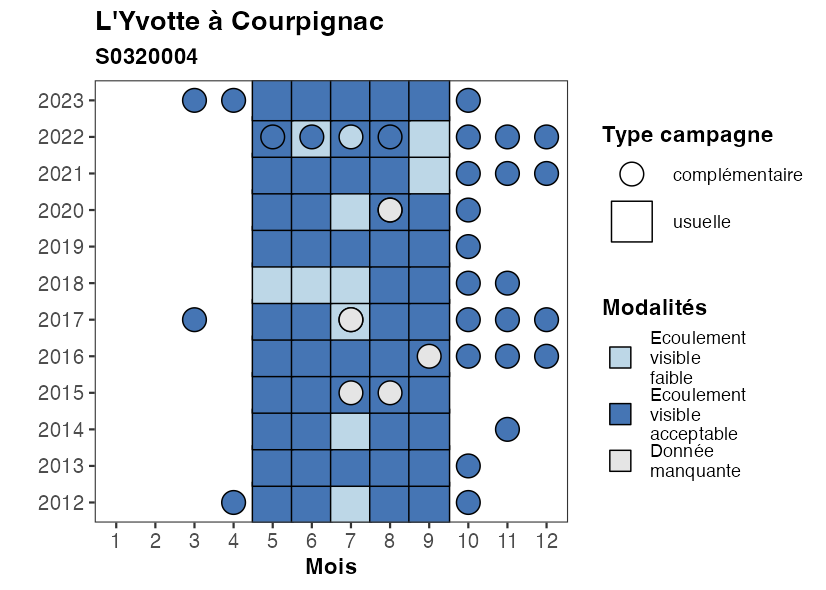 L'Yvotte à Courpignac
S0320004
2023
2022
2021
2020
2019
2018
2017
2016
2015
2014
2013
2012
1 2 3 4 5 6 7 8 9 10 11 12
Mois
Type campagne
complémentaire
usuelle
Modalités
Ecoulement
visible
faible
Ecoulement
visible
acceptable
Donnée
manquante